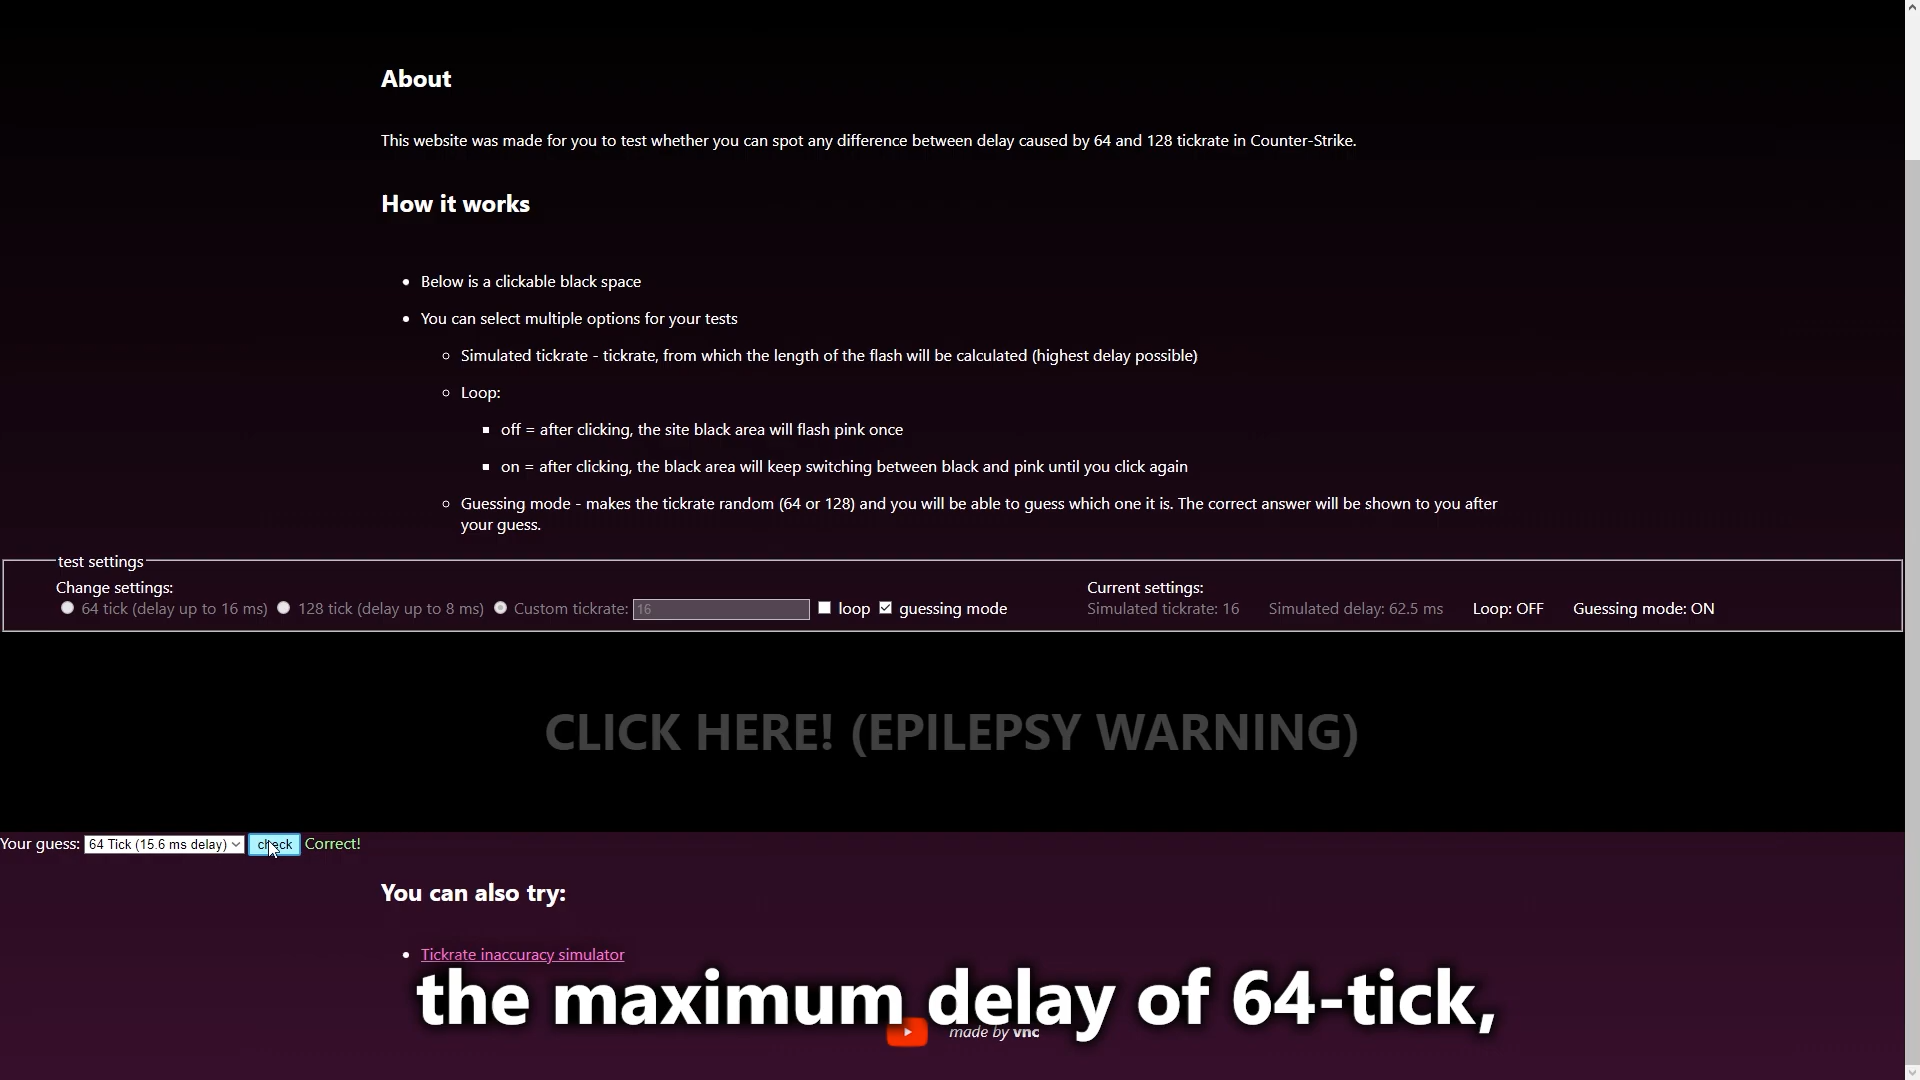 About
This website was made for you to test whether you can spot any difference between delay caused by 64 and 128 tickrate in Counter-Strike.
How it works
Below is a clickable black space
You can select multiple options for your tests
Simulated tickrate - tickrate, from which the length of the flash will be calculated (highest delay possible)
Loop:
off = after clicking, the site black area will flash pink once
on = after clicking, the black area will keep switching between black and pink until you click again
Guessing mode - makes the tickrate random (64 or 128) and you will be able to guess which one it is. The correct answer will be shown to you after
your guess.
test settings
Change settings:
64 tick (delay up to 16 ms) 128 tick (delay up to 8 ms) Custom tickrate: 16 loop guessing mode
Current settings:
Simulated tickrate: 16 Simulated delay: 62.5 ms Loop: OFF Guessing mode: ON
CLICK HERE! (EPILEPSY WARNING)
Your guess: 64 Tick (15.6 ms delay) check Correct!
You can also try:
Tickrate inaccuracy simulator
the maximum delay of 64-tick,
made by vnc